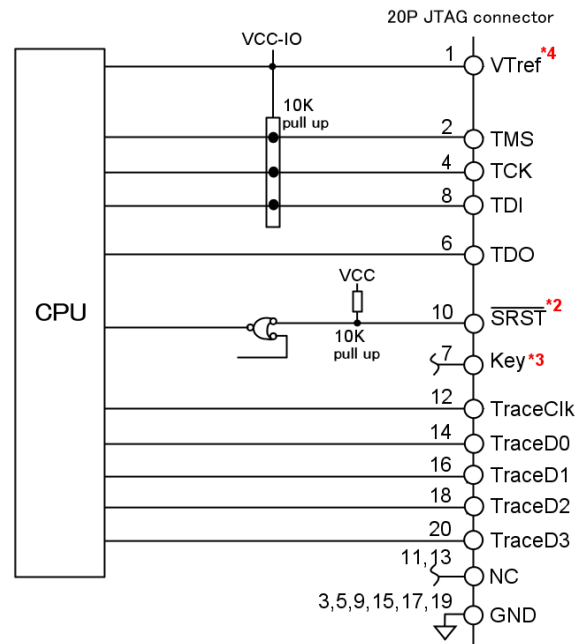 20P JTAG connector
VCC-IO
1 VTref *4
10K
pull up
2 TMS
4 TCK
8 TDI
6 TDO
VCC
CPU
10 SRST *2
10K
pull up
7 Key *3
12 TraceClk
14 TraceD0
16 TraceD1
18 TraceD2
20 TraceD3
11,13 NC
3,5,9,15,17,19 GND